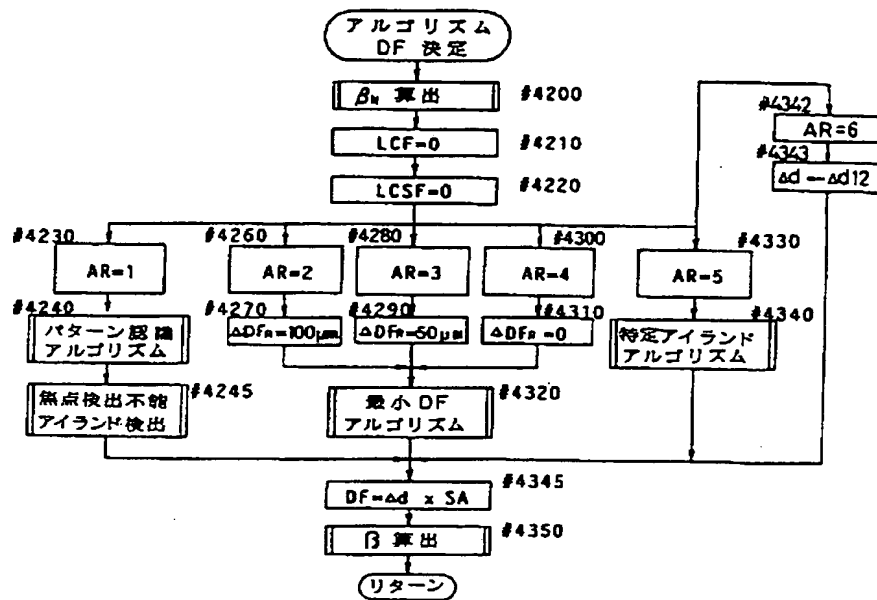 アルゴリズム
DF 決定
βN 算出
#4200
LCF=0
#4210
LCSF=0
#4220
#4230
AR=1
#4240
パターン認識
アルゴリズム
焦点検出不能
アイランド検出
#4245
#4260
AR=2
#4270
ΔDFR=100μm
#4280
AR=3
#4290
ΔDFR=50μm
#4300
AR=4
#4310
ΔDFR=0
#4320
最小 DF
アルゴリズム
#4330
AR=5
#4340
特定アイランド
アルゴリズム
#4342
AR=6
#4343
Δd=Δd12
#4345
DF=Δd x SA
#4350
β 算出
リターン